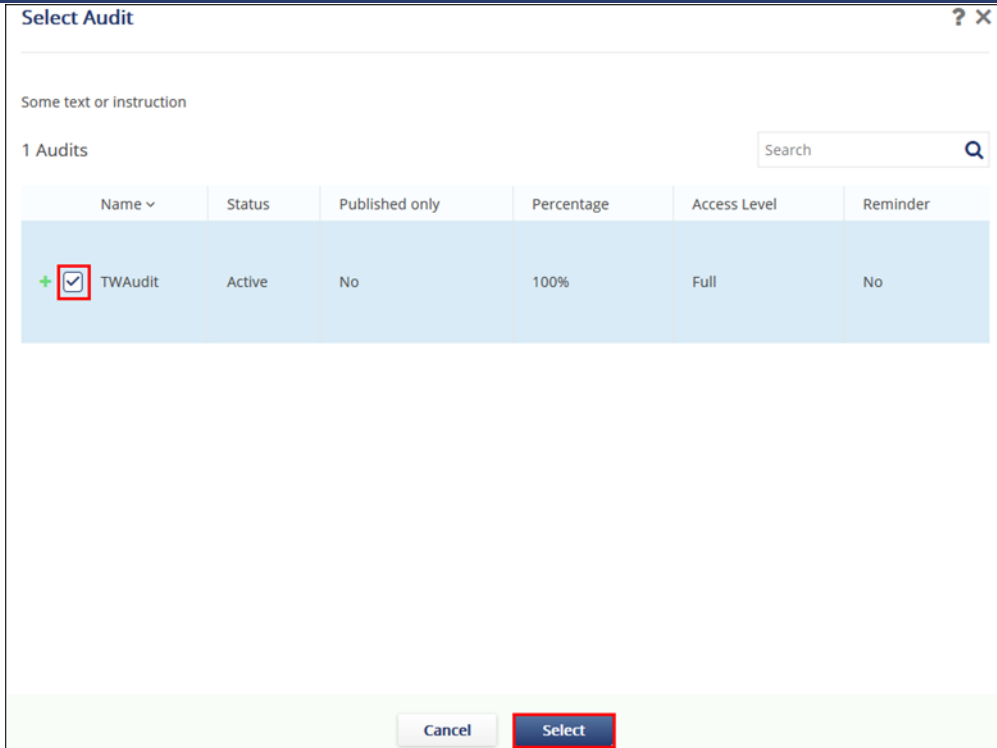 Select Audit ?
Some text or instruction
1 Audits Search
Name Status Published only Percentage Access Level Reminder
TWAudit Active No 100% Full No
Cancel Select